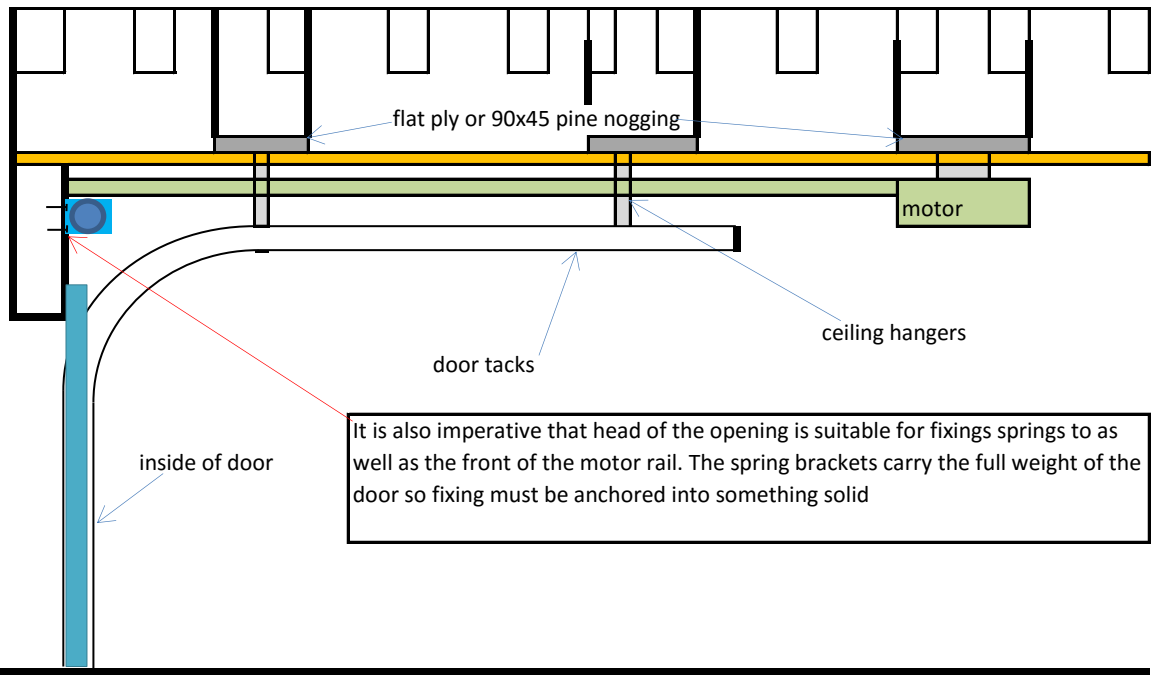 flat ply or 90x45 pine nogging
motor
ceiling hangers
door tacks
It is also imperative that head of the opening is suitable for fixings springs to as
well as the front of the motor rail. The spring brackets carry the full weight of the
door so fixing must be anchored into something solid
inside of door